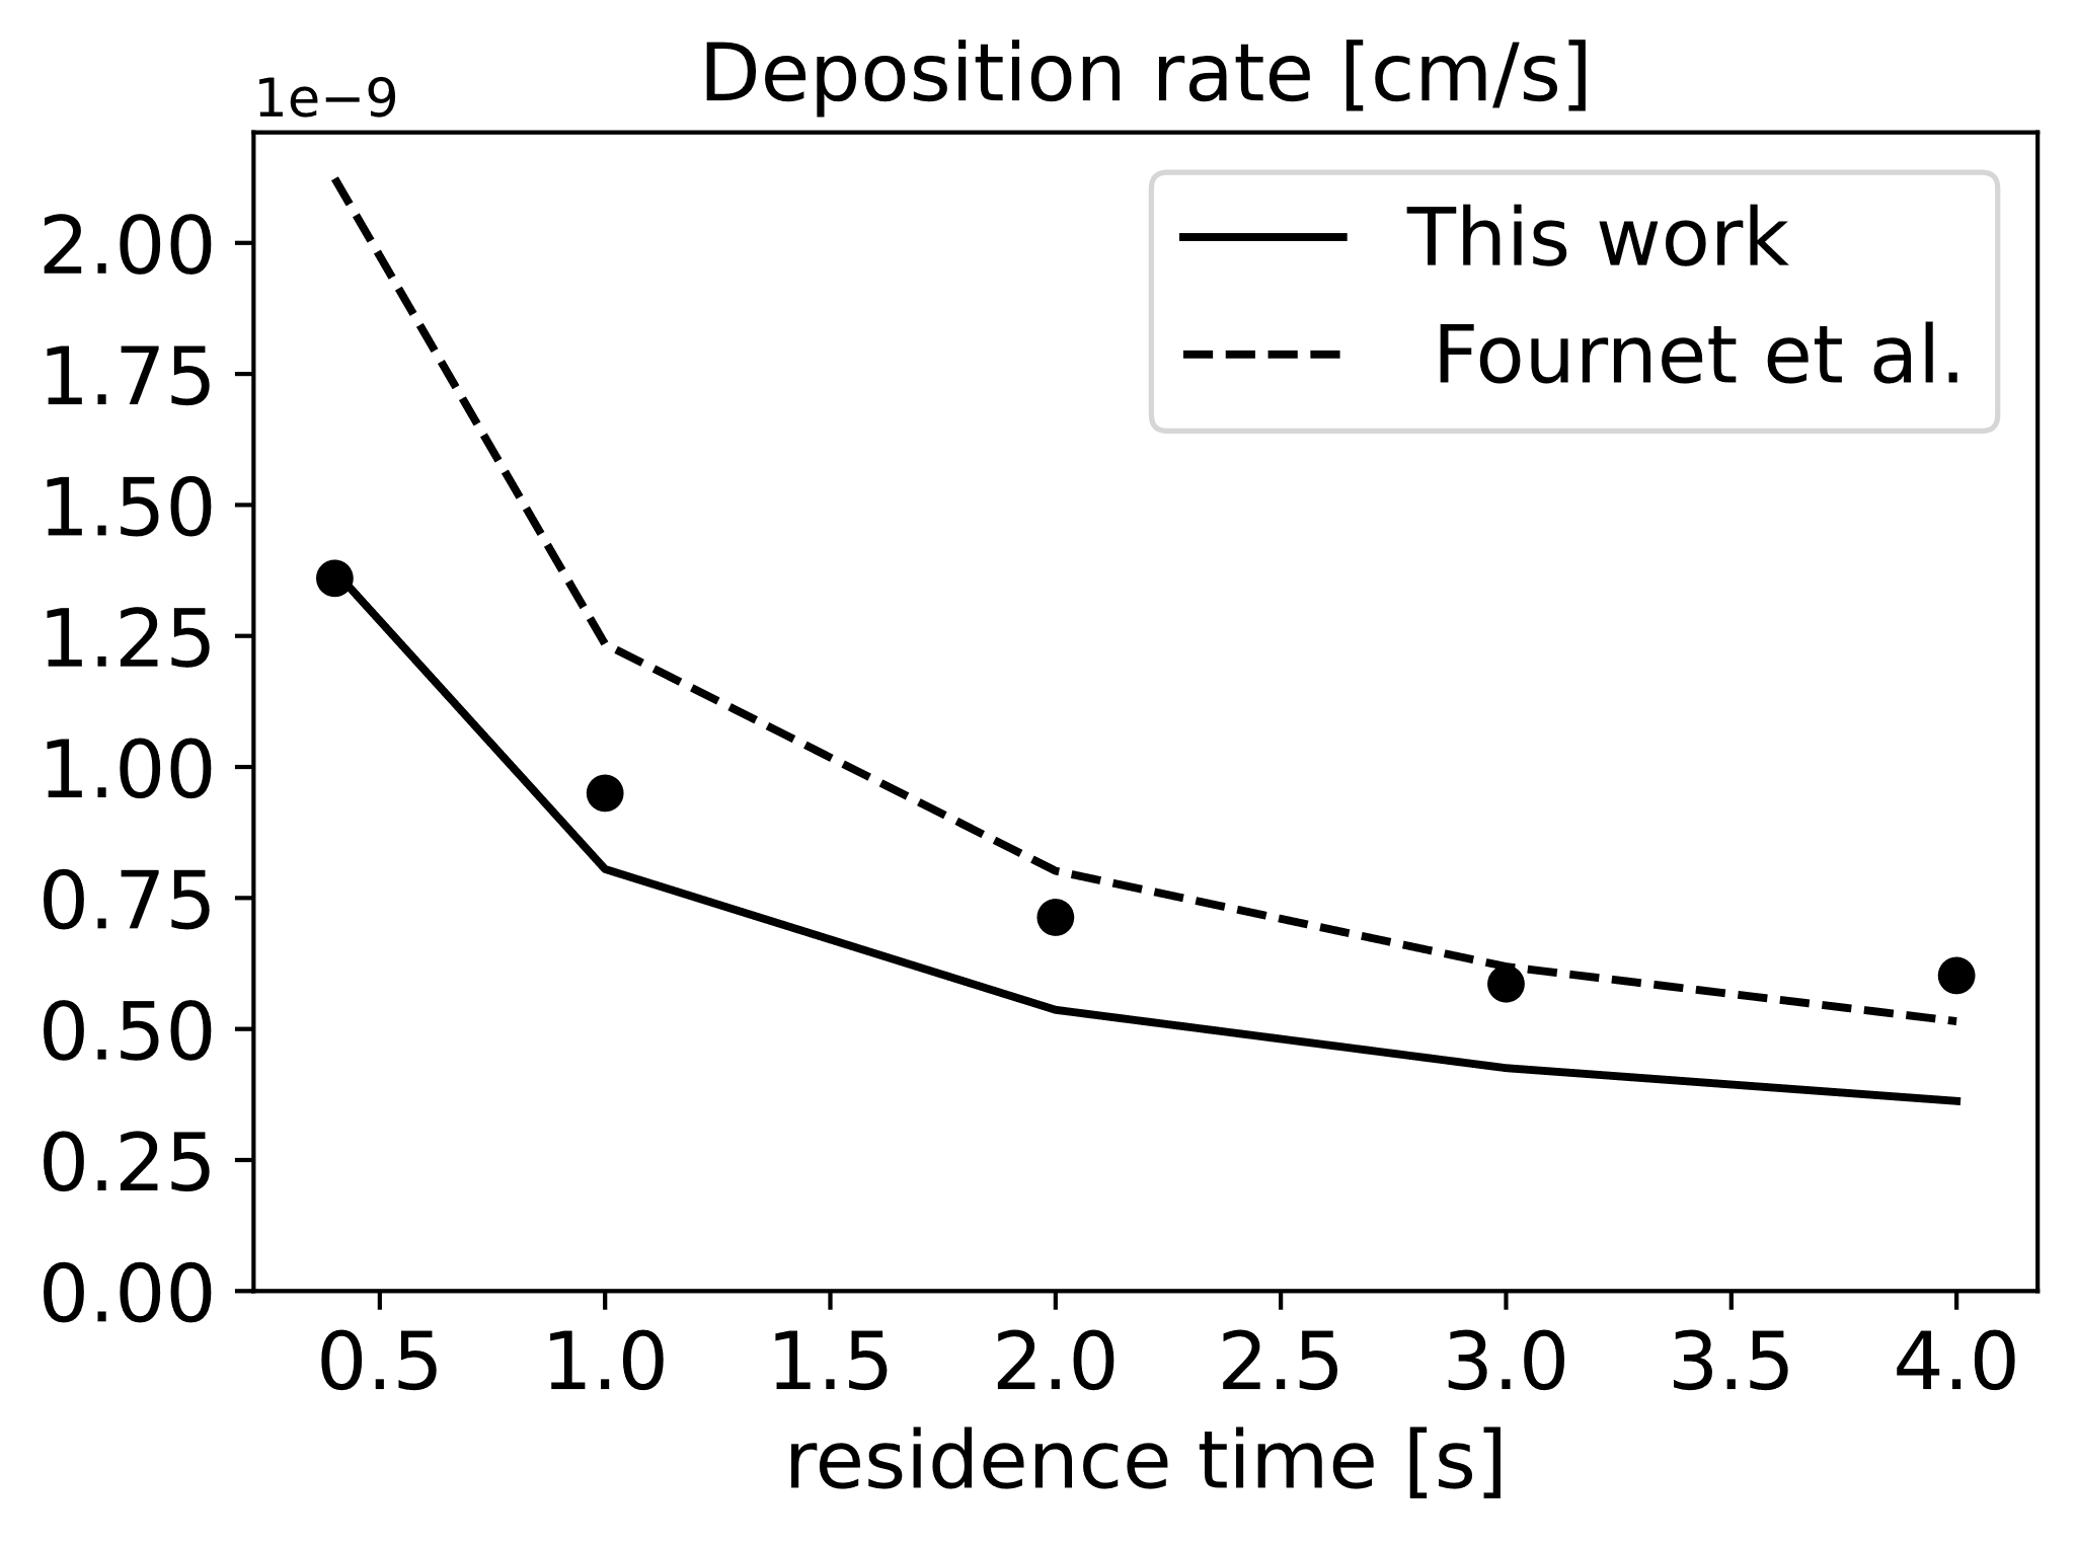 Deposition rate [cm/s]
1e−9
This work
Fournet et al.
2.00
1.75
1.50
1.25
1.00
0.75
0.50
0.25
0.00
0.5 1.0 1.5 2.0 2.5 3.0 3.5 4.0
residence time [s]